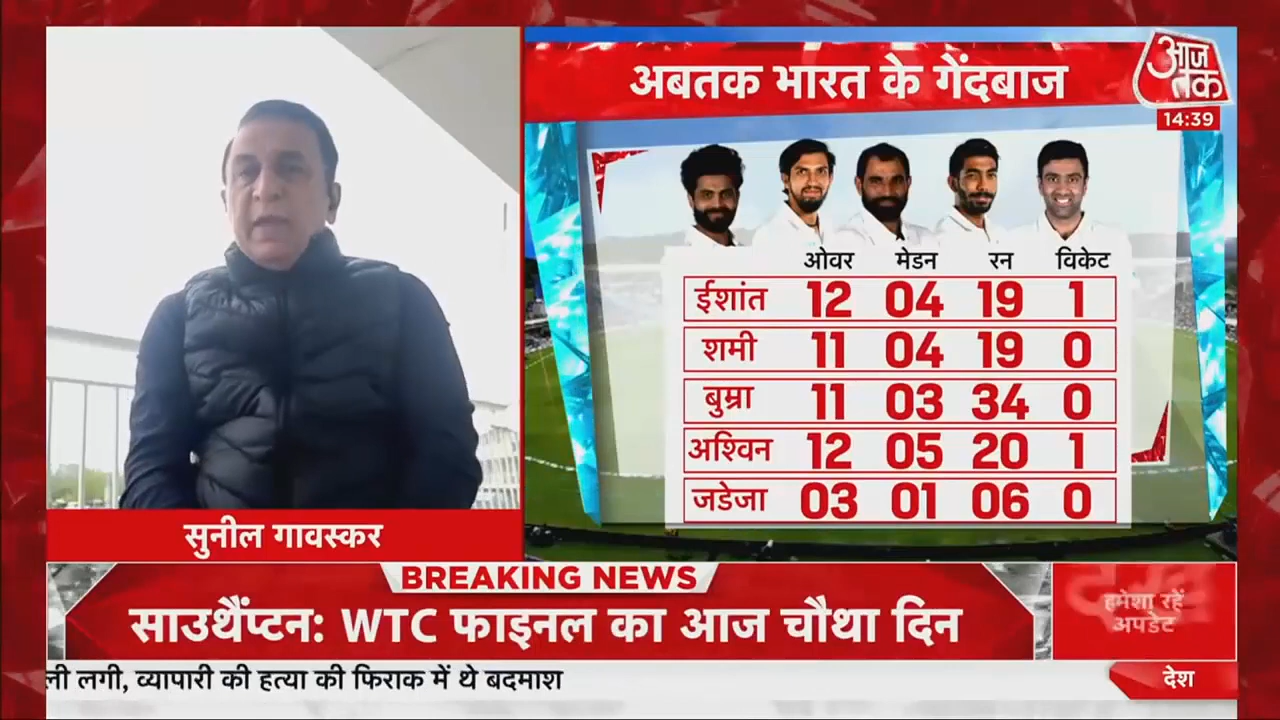 अबतक भारत के गेंदबाज
आज तक
14:39
ओवर मेडन रन विकेट
ईशांत 12 04 19 1
शमी 11 04 19 0
बुम्रा 11 03 34 0
अश्विन 12 05 20 1
जडेजा 03 01 06 0
सुनील गावस्कर
BREAKING NEWS
साउथैंप्टन: WTC फाइनल का आज चौथा दिन
हमेशा रहें
अपडेट
ली लगी, व्यापारी की हत्या की फिराक में थे बदमाश
देश